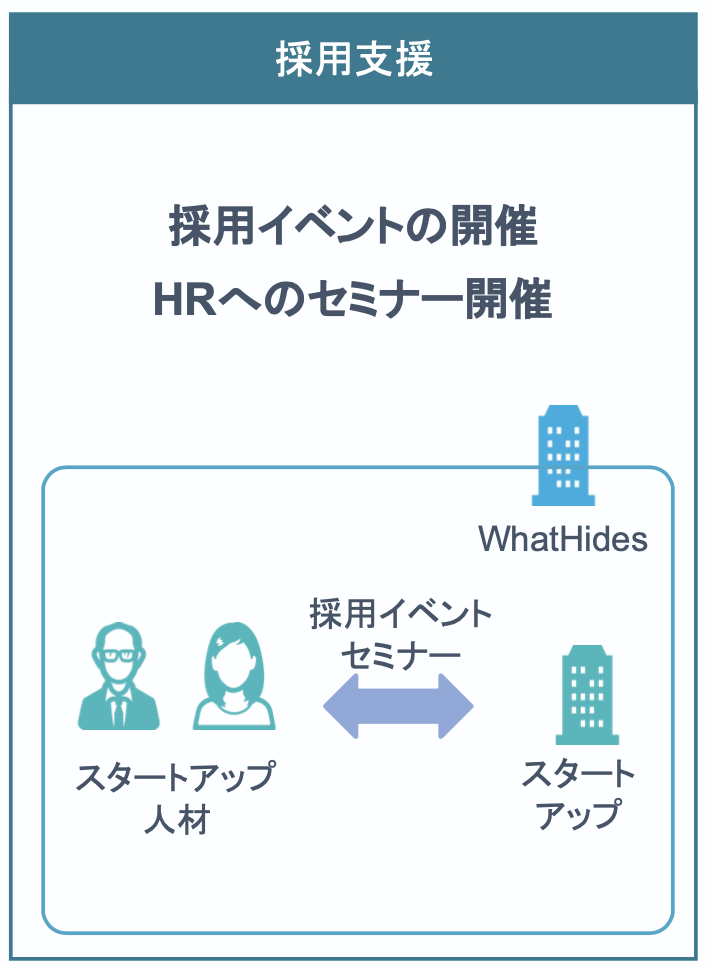 採用支援
採用イベントの開催
HRへのセミナー開催
WhatHides
採用イベント
セミナー
スタートアップ
人材
スタート
アップ